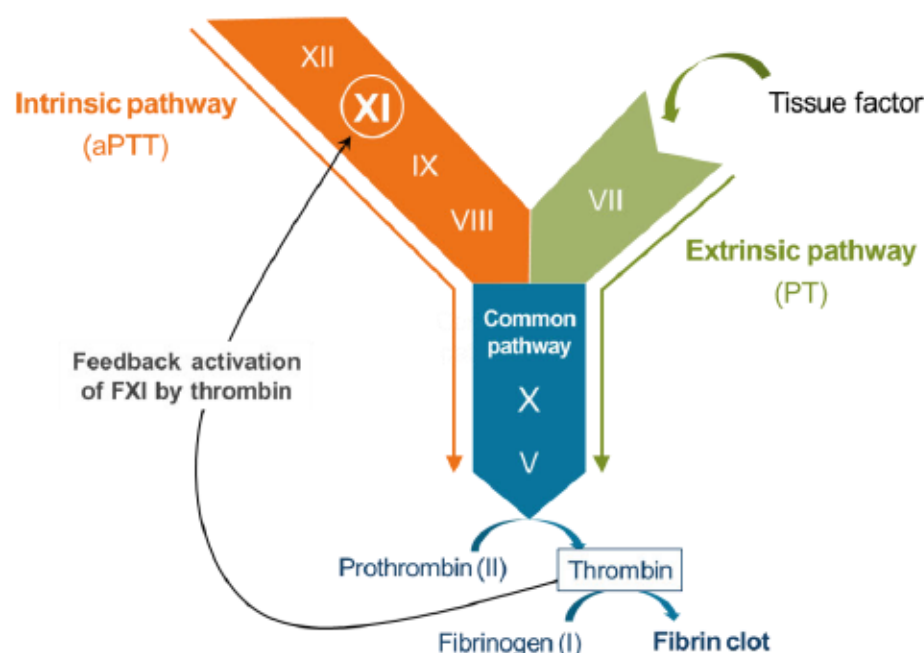 XII
XI
Intrinsic pathway
(aPTT)
IX
VIII
Tissue factor
VII
Extrinsic pathway
(PT)
Common
pathway
X
V
Feedback activation
of FXI by thrombin
Prothrombin (II)
Thrombin
Fibrinogen (I)
Fibrin clot